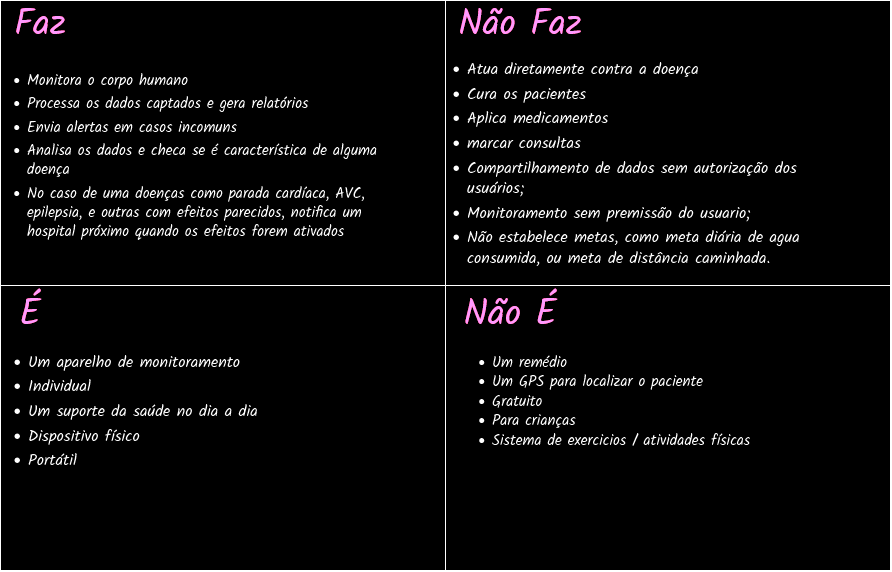 Faz
• Monitora o corpo humano
• Processa os dados captados e gera relatórios
• Envia alertas em casos incomuns
• Analisa os dados e checa se é característica de alguma
doença
• No caso de uma doenças como parada cardíaca, AVC,
epilepsia, e outras com efeitos parecidos, notifica um
hospital próximo quando os efeitos forem ativados
Não Faz
• Atua diretamente contra a doença
• Cura os pacientes
• Aplica medicamentos
• marcar consultas
• Compartilhamento de dados sem autorização dos
usuários;
• Monitoramento sem premissão do usuario;
• Não estabelece metas, como meta diária de agua
consumida, ou meta de distância caminhada.
É
• Um aparelho de monitoramento
• Individual
• Um suporte da saúde no dia a dia
• Dispositivo físico
• Portátil
Não É
• Um remédio
• Um GPS para localizar o paciente
• Gratuito
• Para crianças
• Sistema de exercicios / atividades físicas